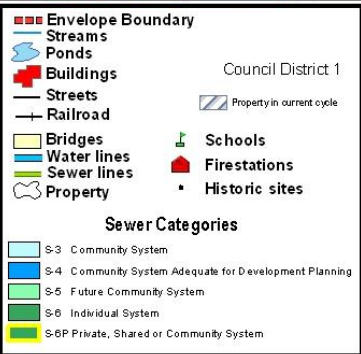 Envelope Boundary
Streams
Ponds
Buildings
Streets
Railroad
Bridges
Water lines
Sewer lines
Property
Council District 1
Property in current cycle
Schools
Firestations
Historic sites
Sewer Categories
S-3 Community System
S-4 Community System Adequate for Development Planning
S-5 Future Community System
S-6 Individual System
S-6P Private, Shared or Community System